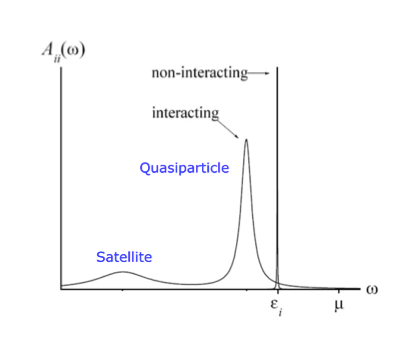 A_ii(ω)
non-interacting
interacting
Quasiparticle
Satellite
ω
ε_i
μ